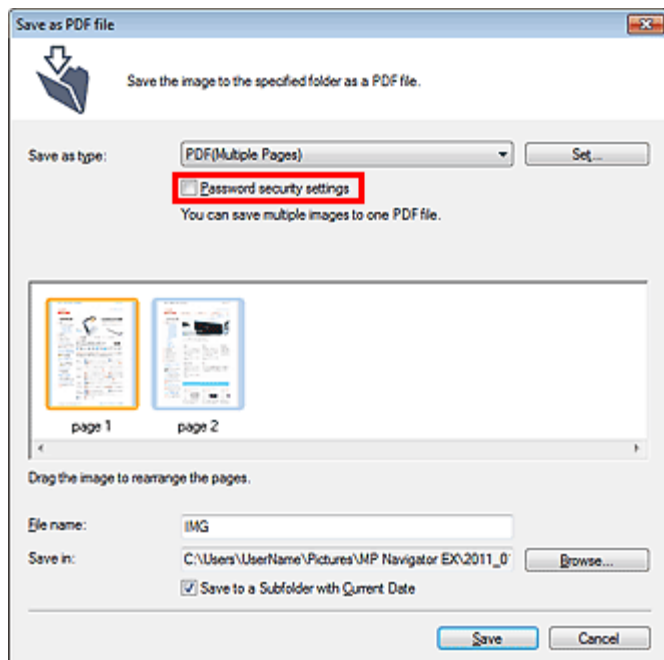 Save as PDF file
Save the image to the specified folder as a PDF file.
Save as type: PDF(Multiple Pages) Set...
Password security settings
You can save multiple images to one PDF file.
page 1 page 2
Drag the image to rearrange the pages.
File name: IMG
Save in: C:\Users\UserName\Pictures\MP Navigator EX\2011_0 Browse...
Save to a Subfolder with Current Date
Save Cancel